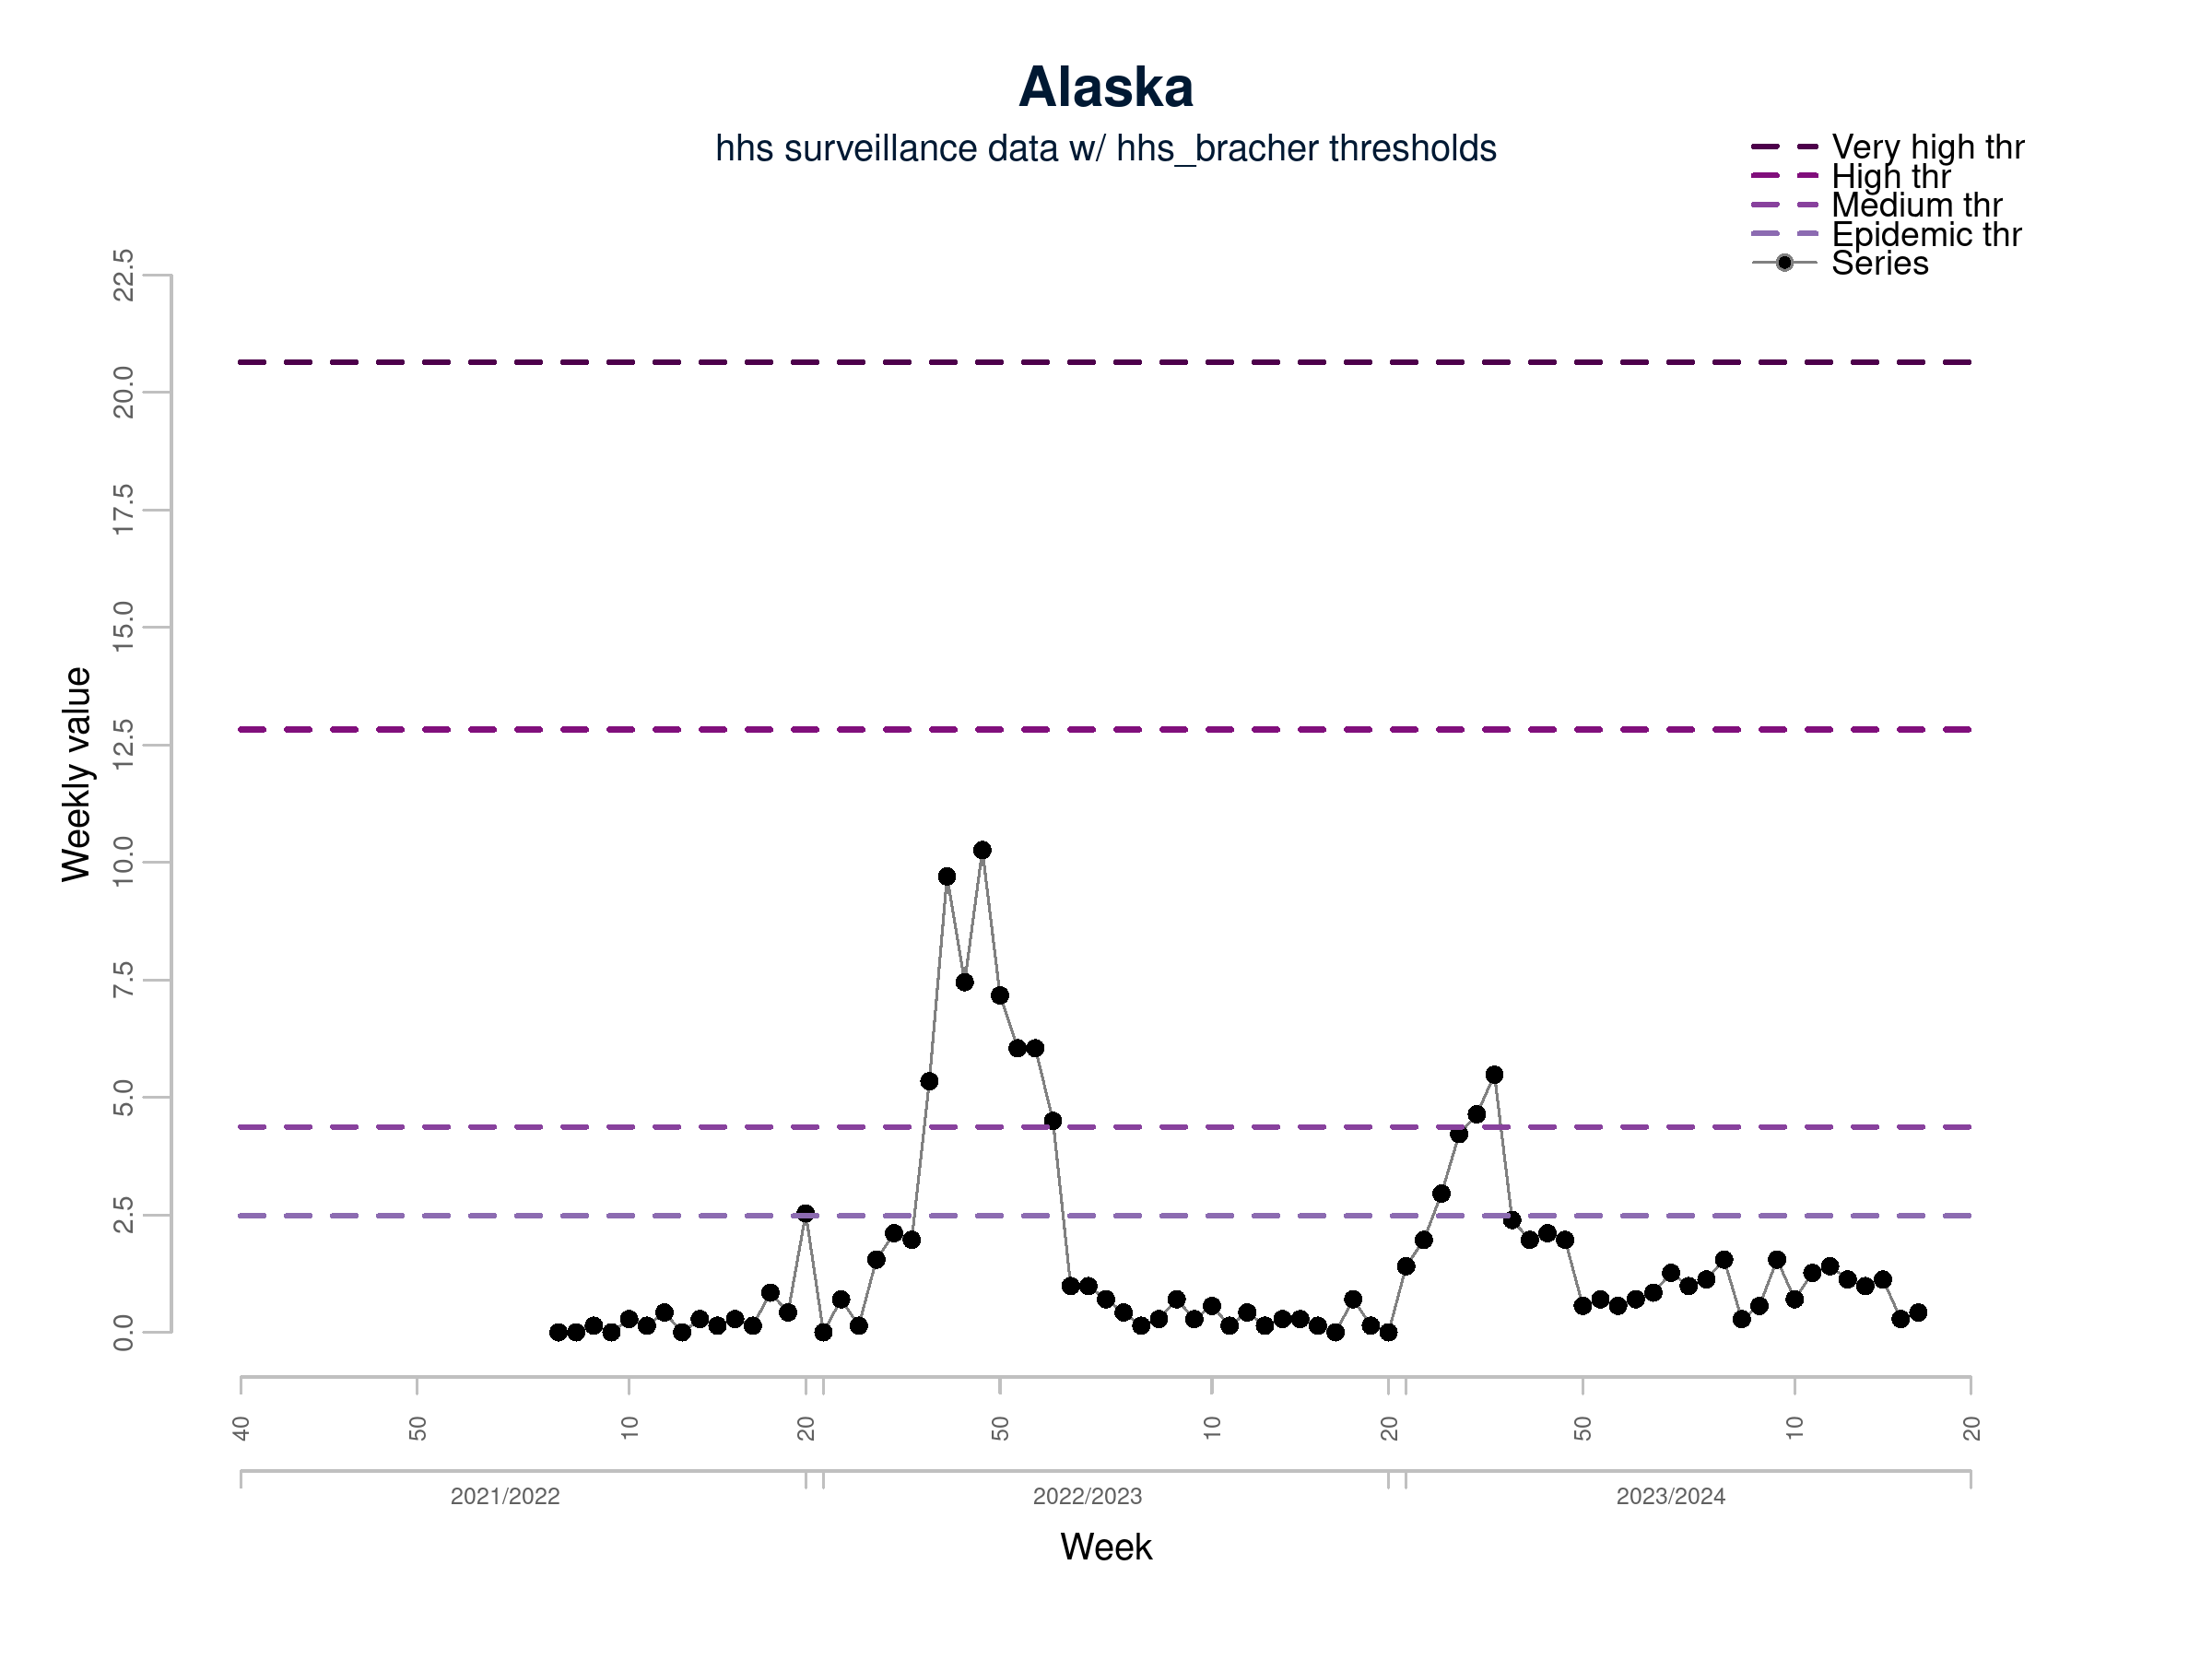 Alaska
hhs surveillance data w/ hhs_bracher thresholds
Very high thr
High thr
Medium thr
Epidemic thr
Series
Weekly value
22.5
20.0
17.5
15.0
12.5
10.0
7.5
5.0
2.5
0.0
40 50 10 20 50 10 20 50 10 20
2021/2022 2022/2023 2023/2024
Week